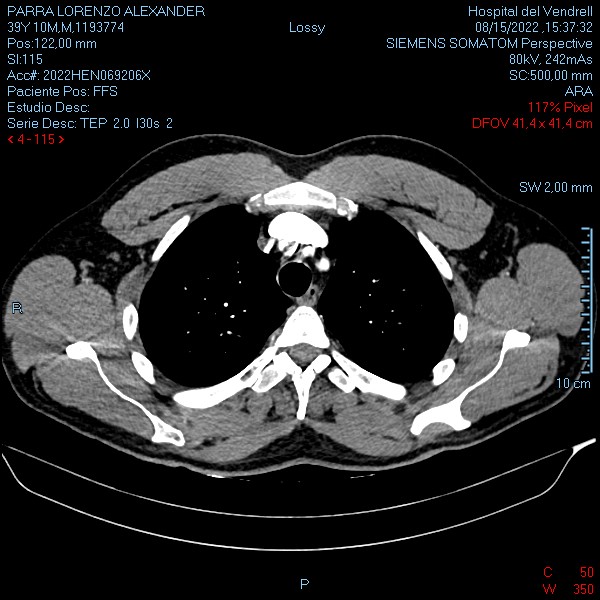 PARRA LORENZO ALEXANDER
39Y 10M,M,1193774
Pos:122,00 mm
SI:115
Acc#: 2022HEN069206X
Paciente Pos: FFS
Estudio Desc:
Serie Desc: TEP 2.0 I30s 2
< 4 - 115 >
Lossy
Hospital del Vendrell
08/15/2022 ,15:37:32
SIEMENS SOMATOM Perspective
80kV, 242mAs
SC:500,00 mm
ARA
117% Pixel
DFOV 41,4 x 41,4 cm
SW 2,00 mm
R
10 cm
P
C 50
W 350